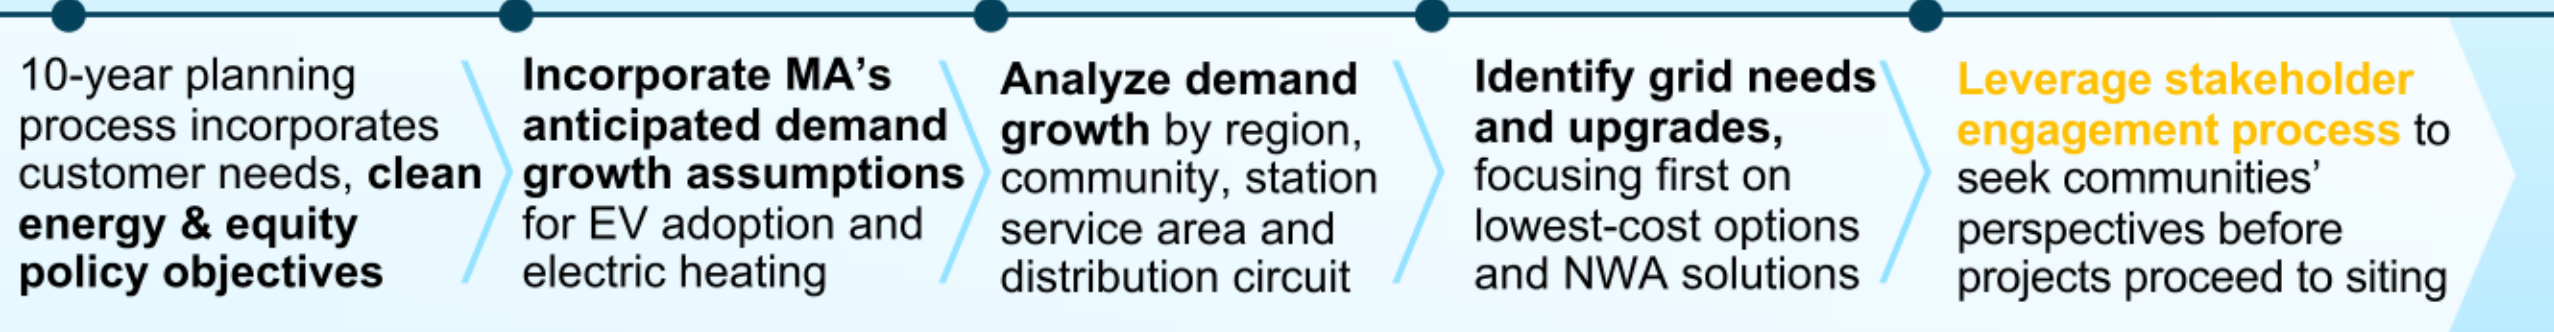 10-year planning
process incorporates
customer needs, clean
energy & equity
policy objectives
Incorporate MA's
anticipated demand
growth assumptions
for EV adoption and
electric heating
Analyze demand
growth by region,
community, station
service area and
distribution circuit
Identify grid needs
and upgrades,
focusing first on
lowest-cost options
and NWA solutions
Leverage stakeholder
engagement process to
seek communities'
perspectives before
projects proceed to siting